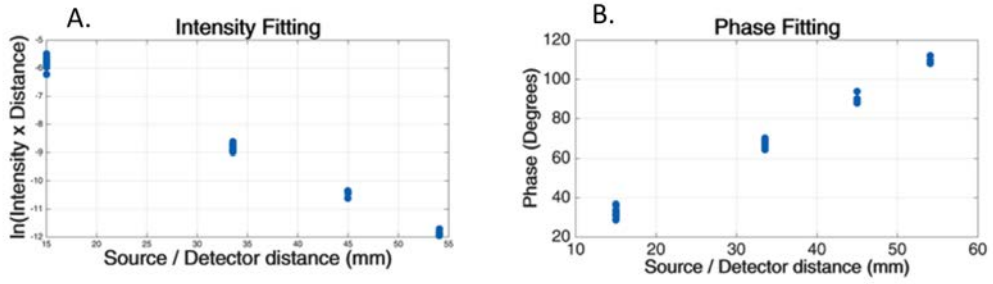 A.
Intensity Fitting
ln(Intensity x Distance)
-5
-6
-7
-8
-9
-10
-11
-12
15 20 25 30 35 40 45 50 55
Source / Detector distance (mm)
B.
Phase Fitting
Phase (Degrees)
120
100
80
60
40
20
10 20 30 40 50 60
Source / Detector distance (mm)